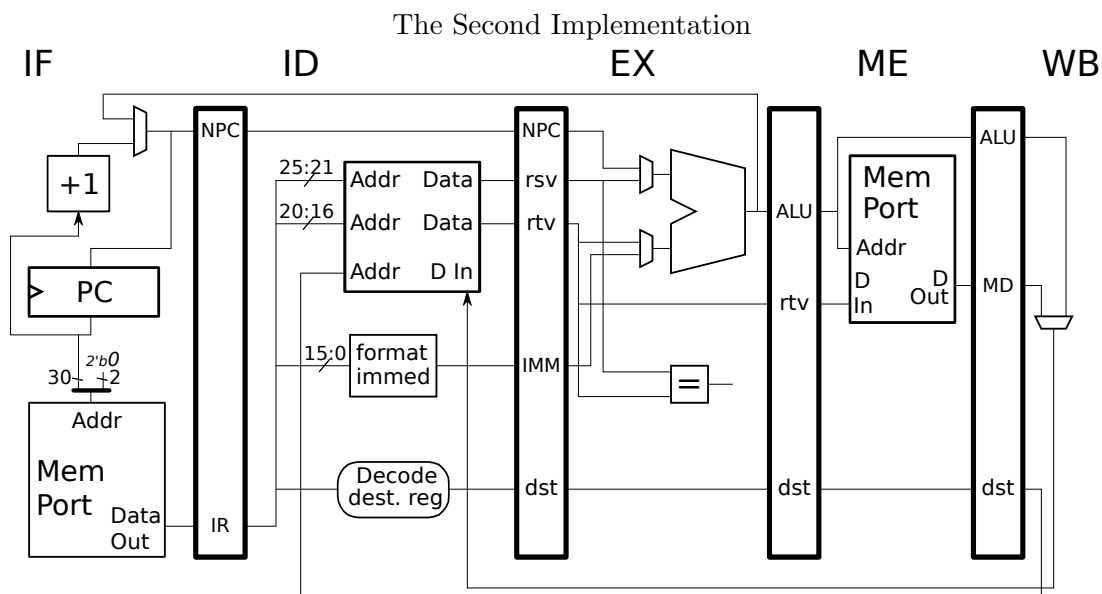 The Second Implementation
IF
ID
EX
ME
WB
NPC
+1
PC
30
2'b0
2
Addr
Mem
Port
Data
Out
IR
25:21
Addr
Data
20:16
Addr
Data
Addr
D In
15:0
format
immed
Decode
dest. reg
NPC
rsv
rtv
IMM
dst
=
ALU
rtv
dst
Mem
Port
Addr
D
In
D
Out
ALU
MD
dst